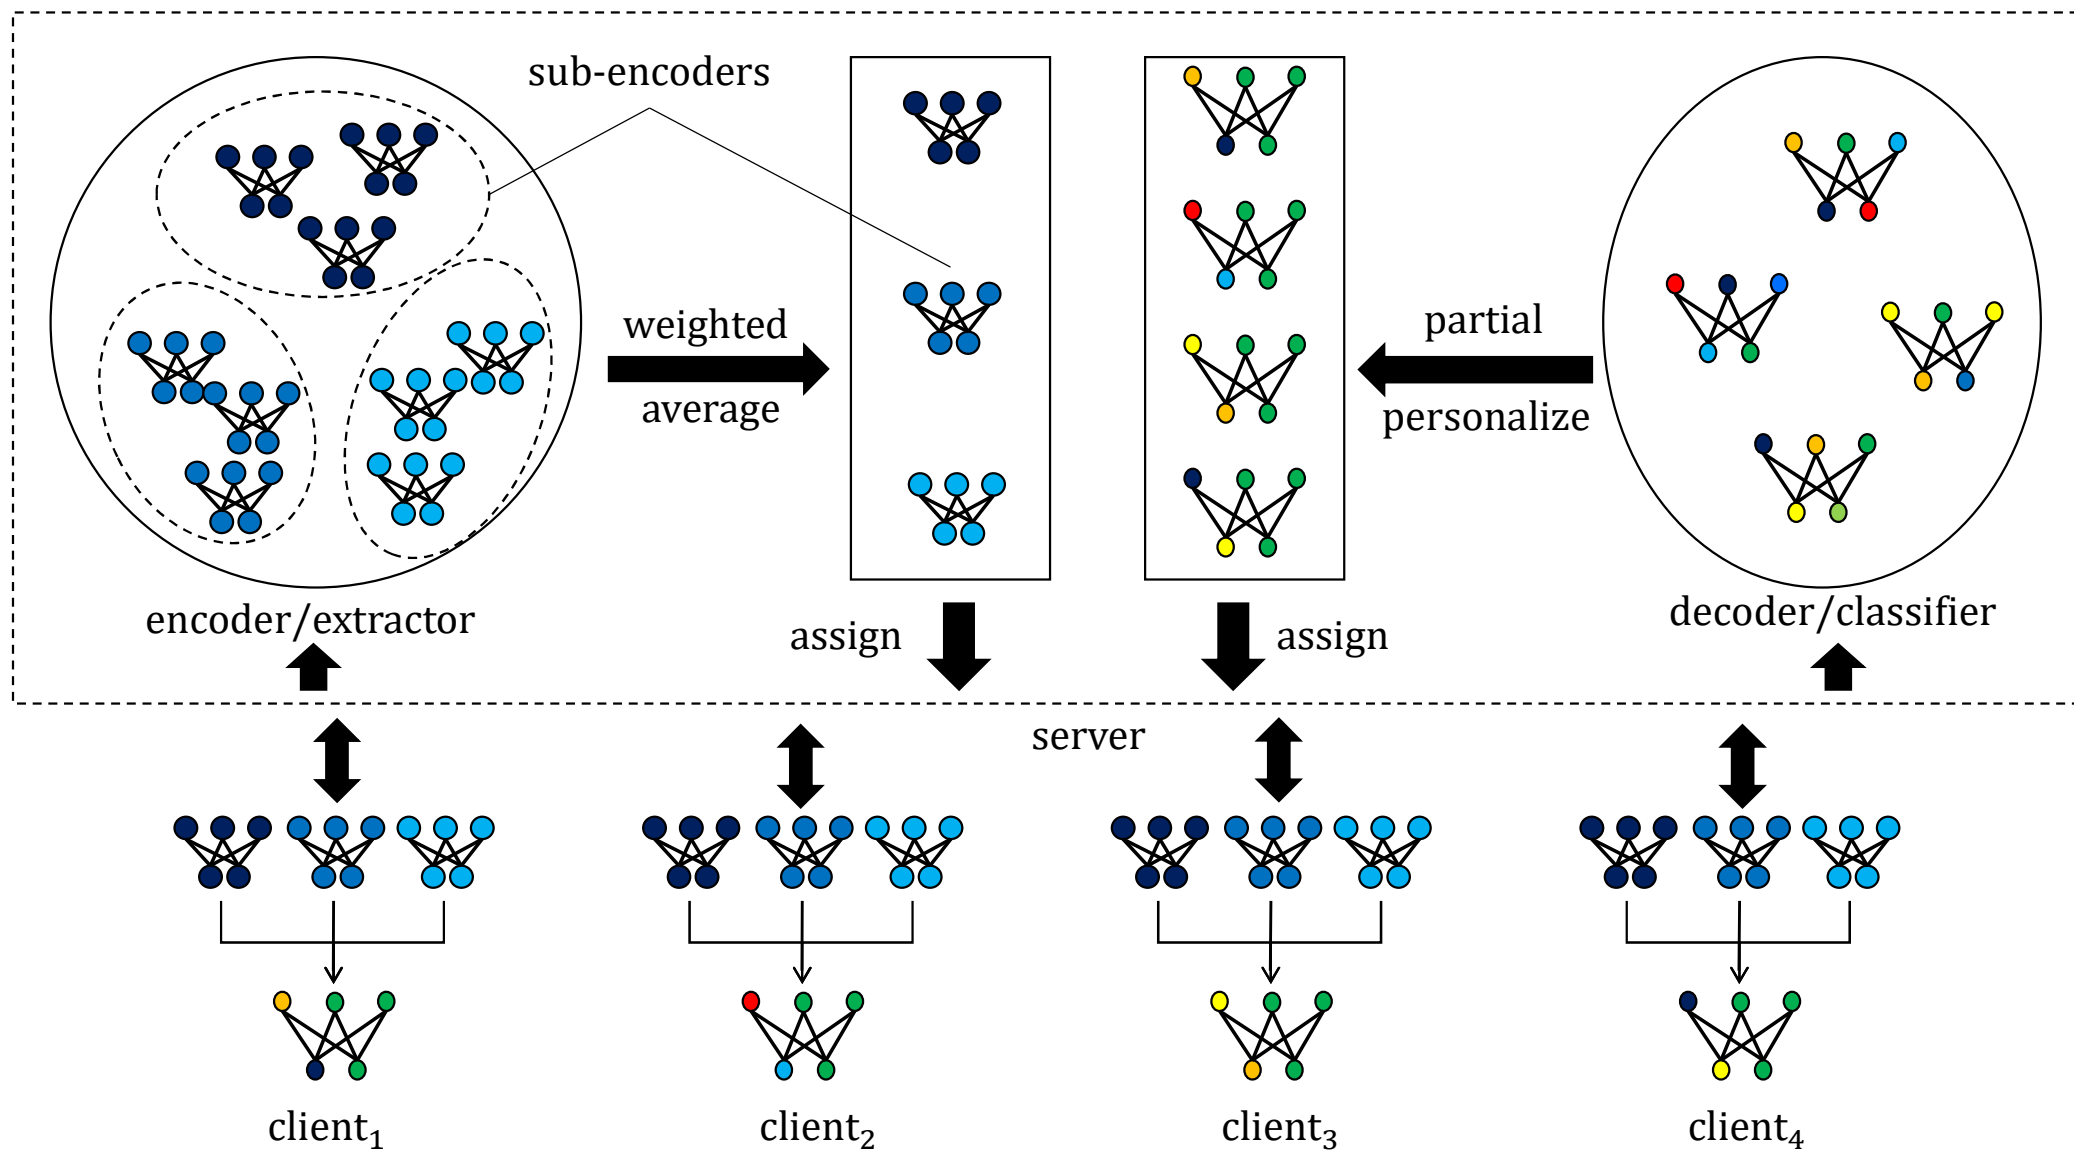 sub-encoders
weighted
average
partial
personalize
encoder/extractor
assign
assign
decoder/classifier
server
client₁
client₂
client₃
client₄